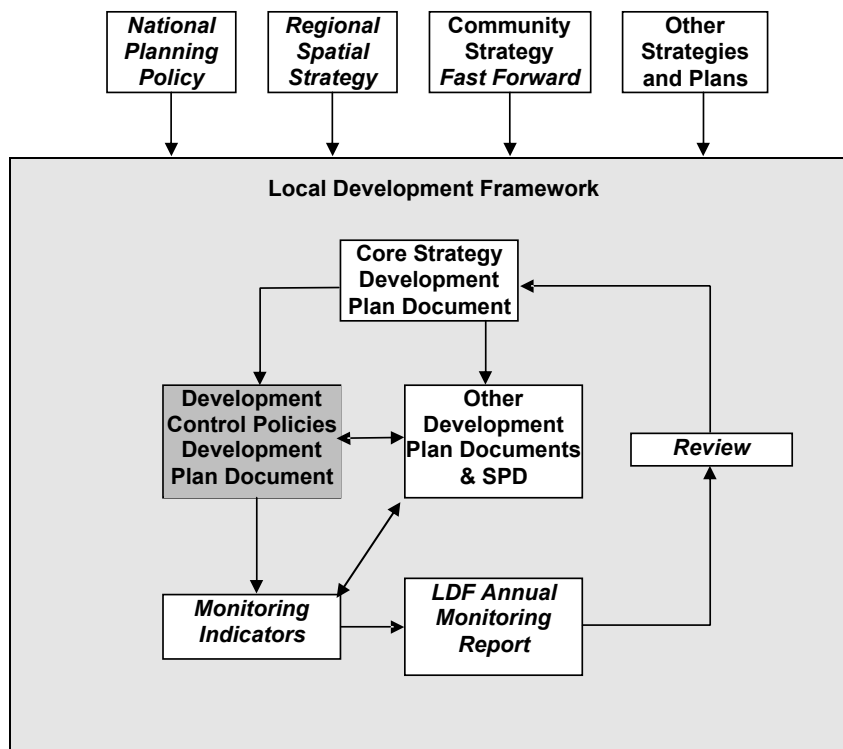 National
Planning
Policy
Regional
Spatial
Strategy
Community
Strategy
Fast Forward
Other
Strategies
and Plans
Local Development Framework
Core Strategy
Development
Plan Document
Development
Control Policies
Development
Plan Document
Other
Development
Plan Documents
& SPD
Review
Monitoring
Indicators
LDF Annual
Monitoring
Report